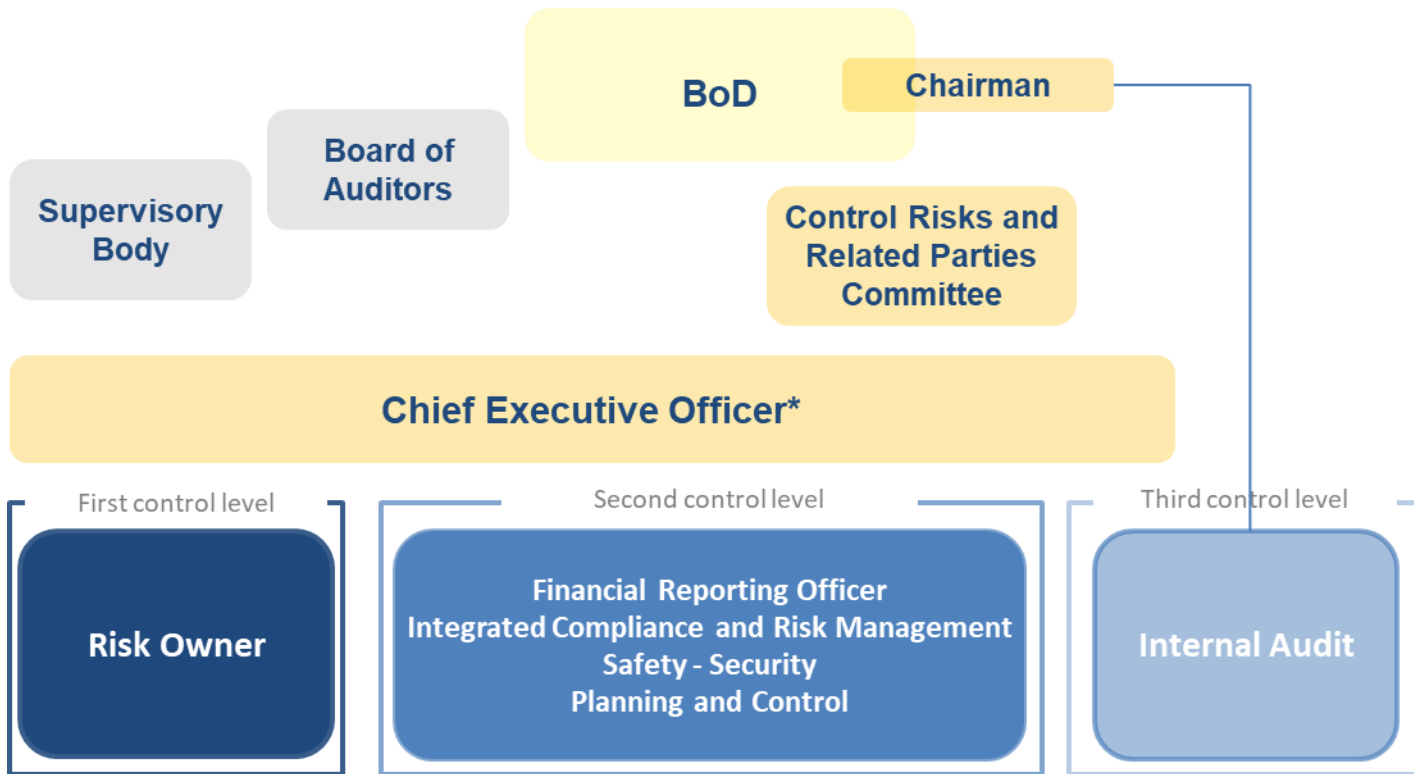 BoD
Chairman
Board of
Auditors
Supervisory
Body
Control Risks and
Related Parties
Committee
Chief Executive Officer*
First control level
Second control level
Third control level
Risk Owner
Financial Reporting Officer
Integrated Compliance and Risk Management
Safety - Security
Planning and Control
Internal Audit